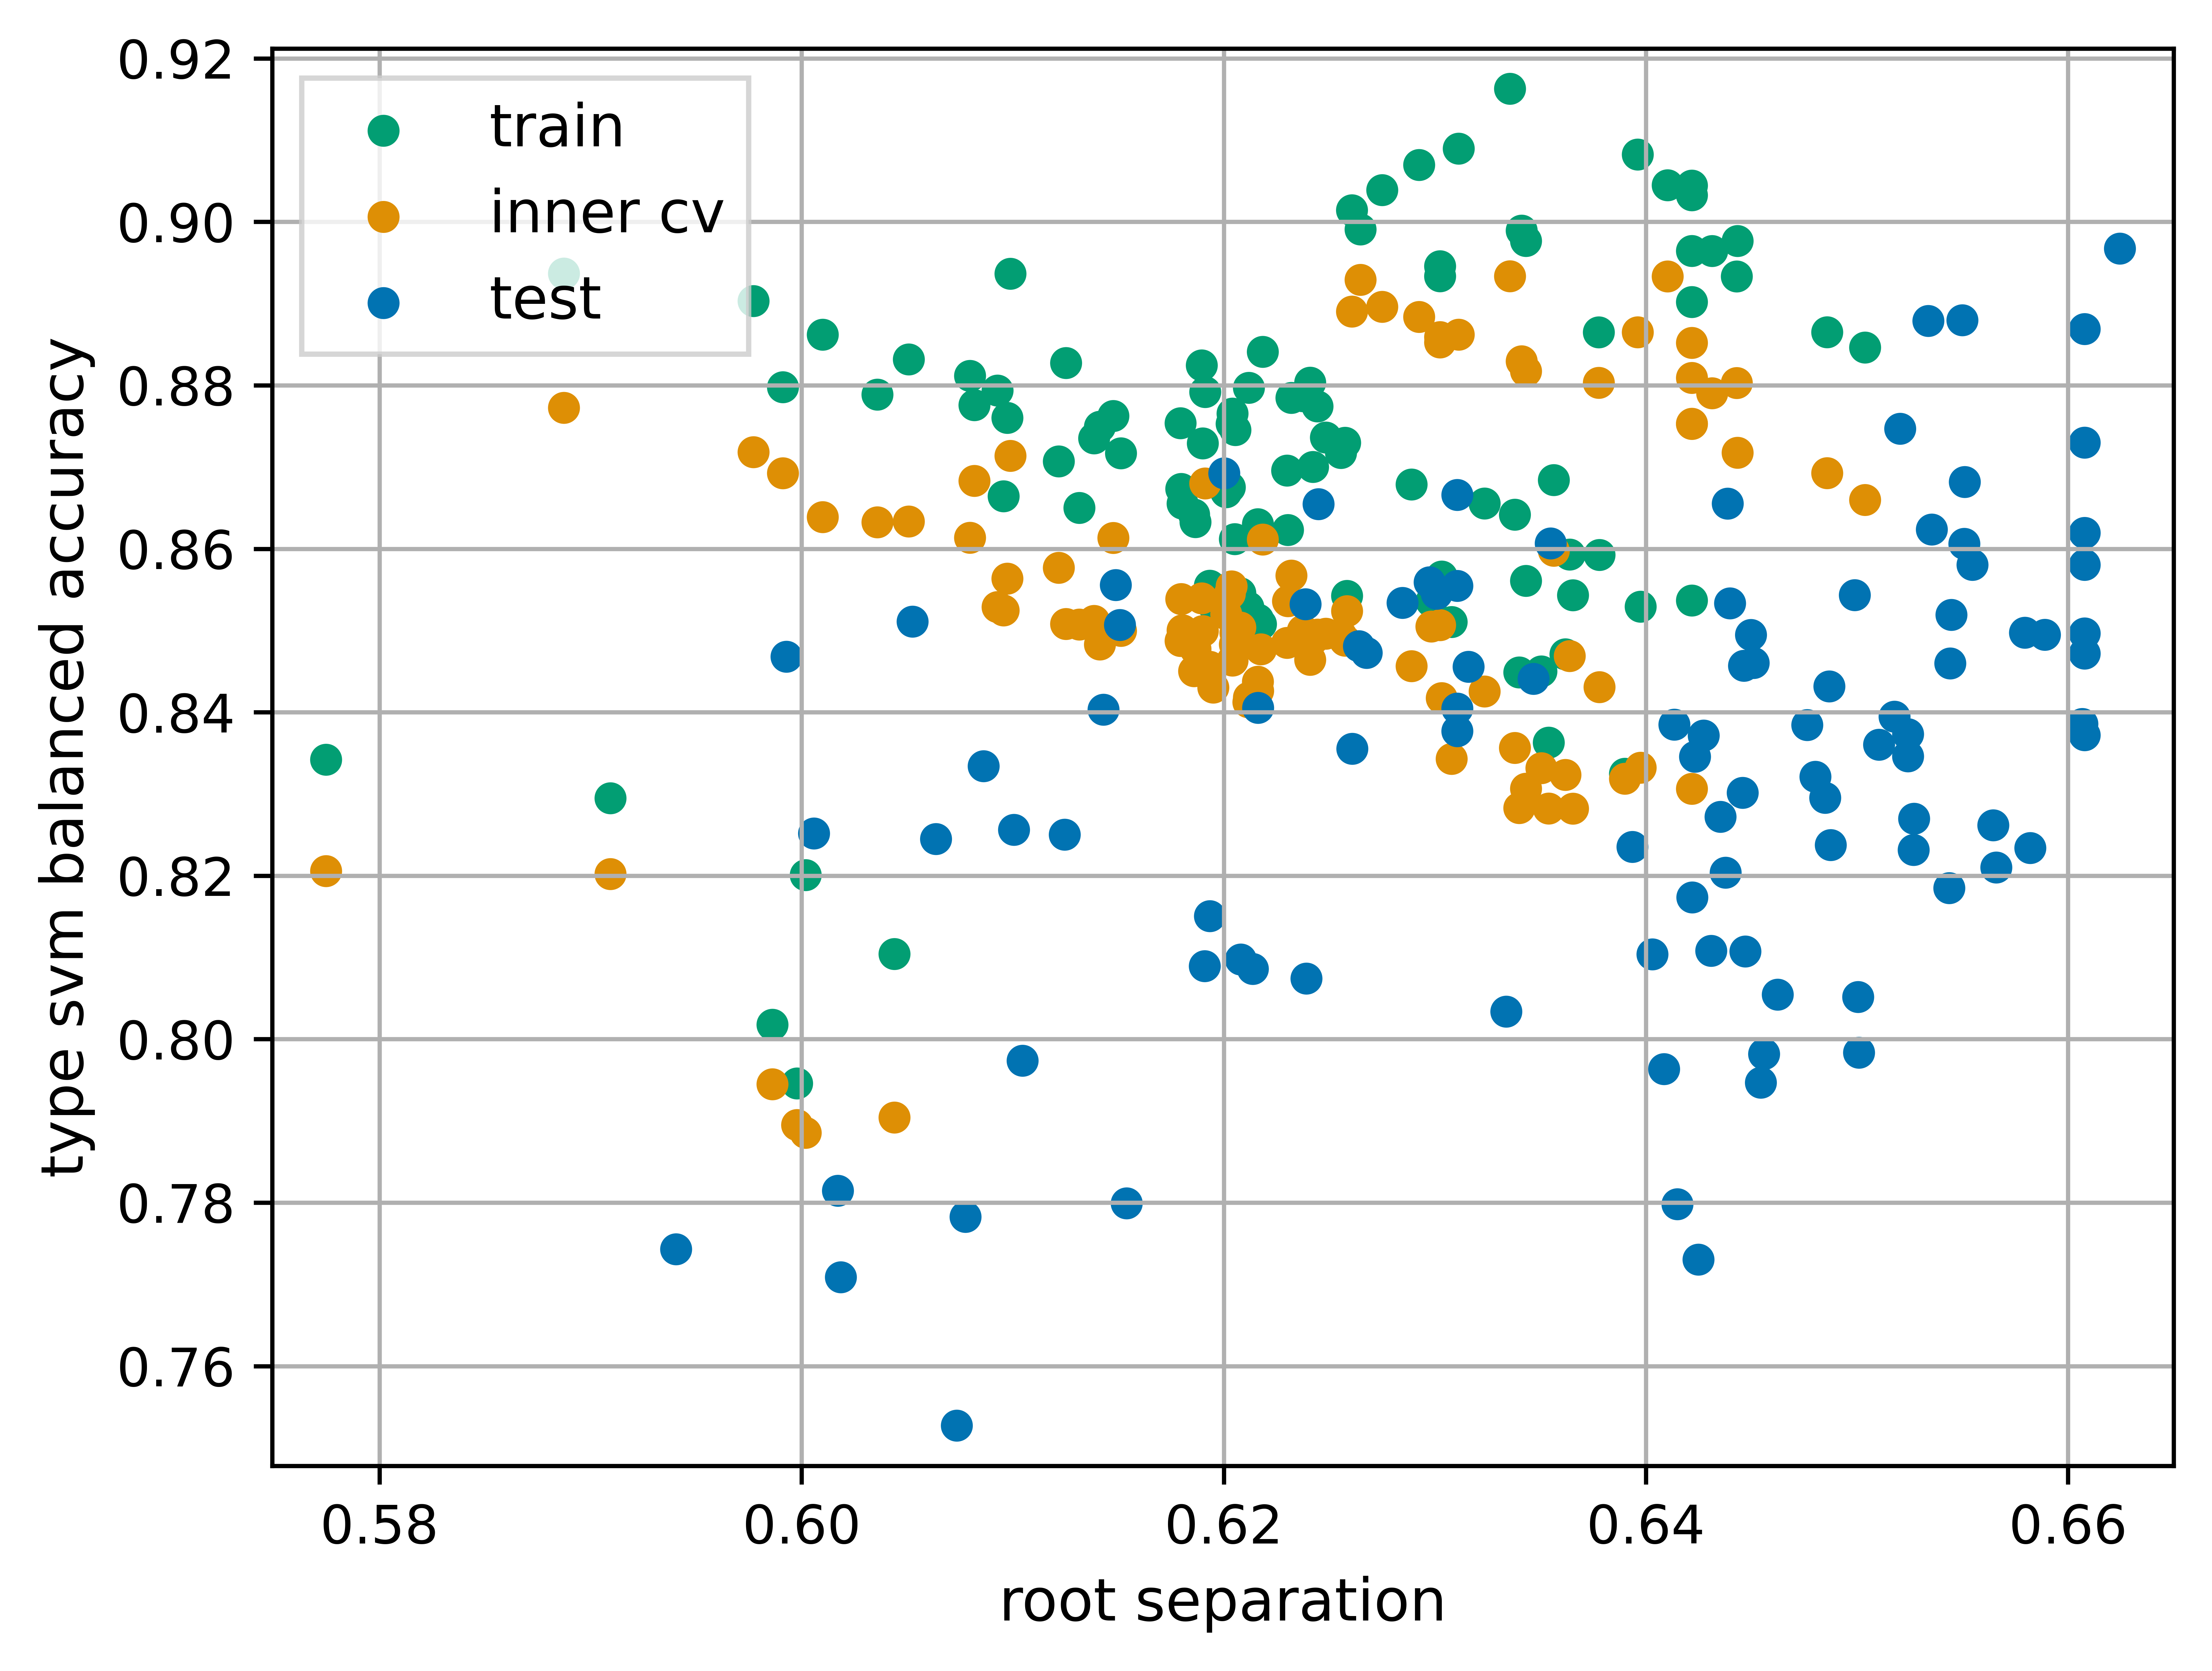 0.92
0.90
0.88
0.86
0.84
0.82
0.80
0.78
0.76
type svm balanced accuracy
train
inner cv
test
0.58 0.60 0.62 0.64 0.66
root separation